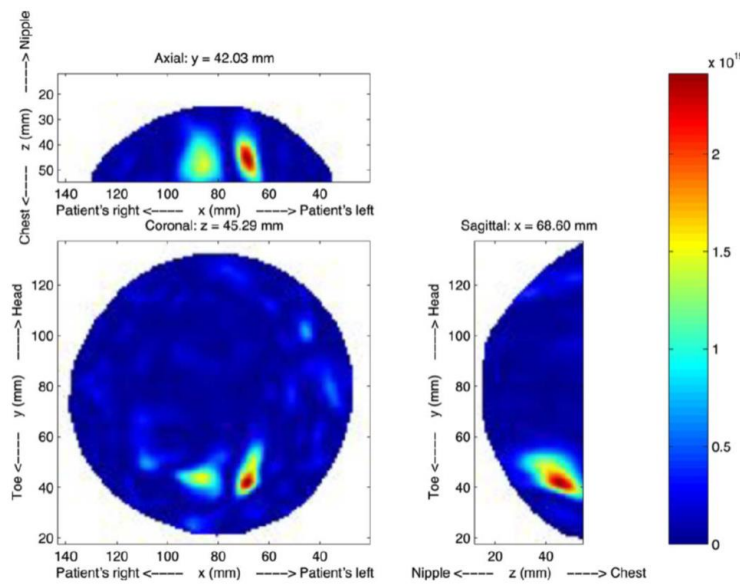 Axial: y = 42.03 mm
Chest <---- z (mm) ----> Nipple
20
30
40
50
140 120 100 80 60 40
Patient's right <---- x (mm) ----> Patient's left
Coronal: z = 45.29 mm
Toe <---- y (mm) ----> Head
120
100
80
60
40
20
140 120 100 80 60 40
Patient's right <---- x (mm) ----> Patient's left
Sagittal: x = 68.60 mm
Toe <---- y (mm) ----> Head
120
100
80
60
40
20
20 40
Nipple <---- z (mm) ----> Chest
2
1.5
1
0.5
0